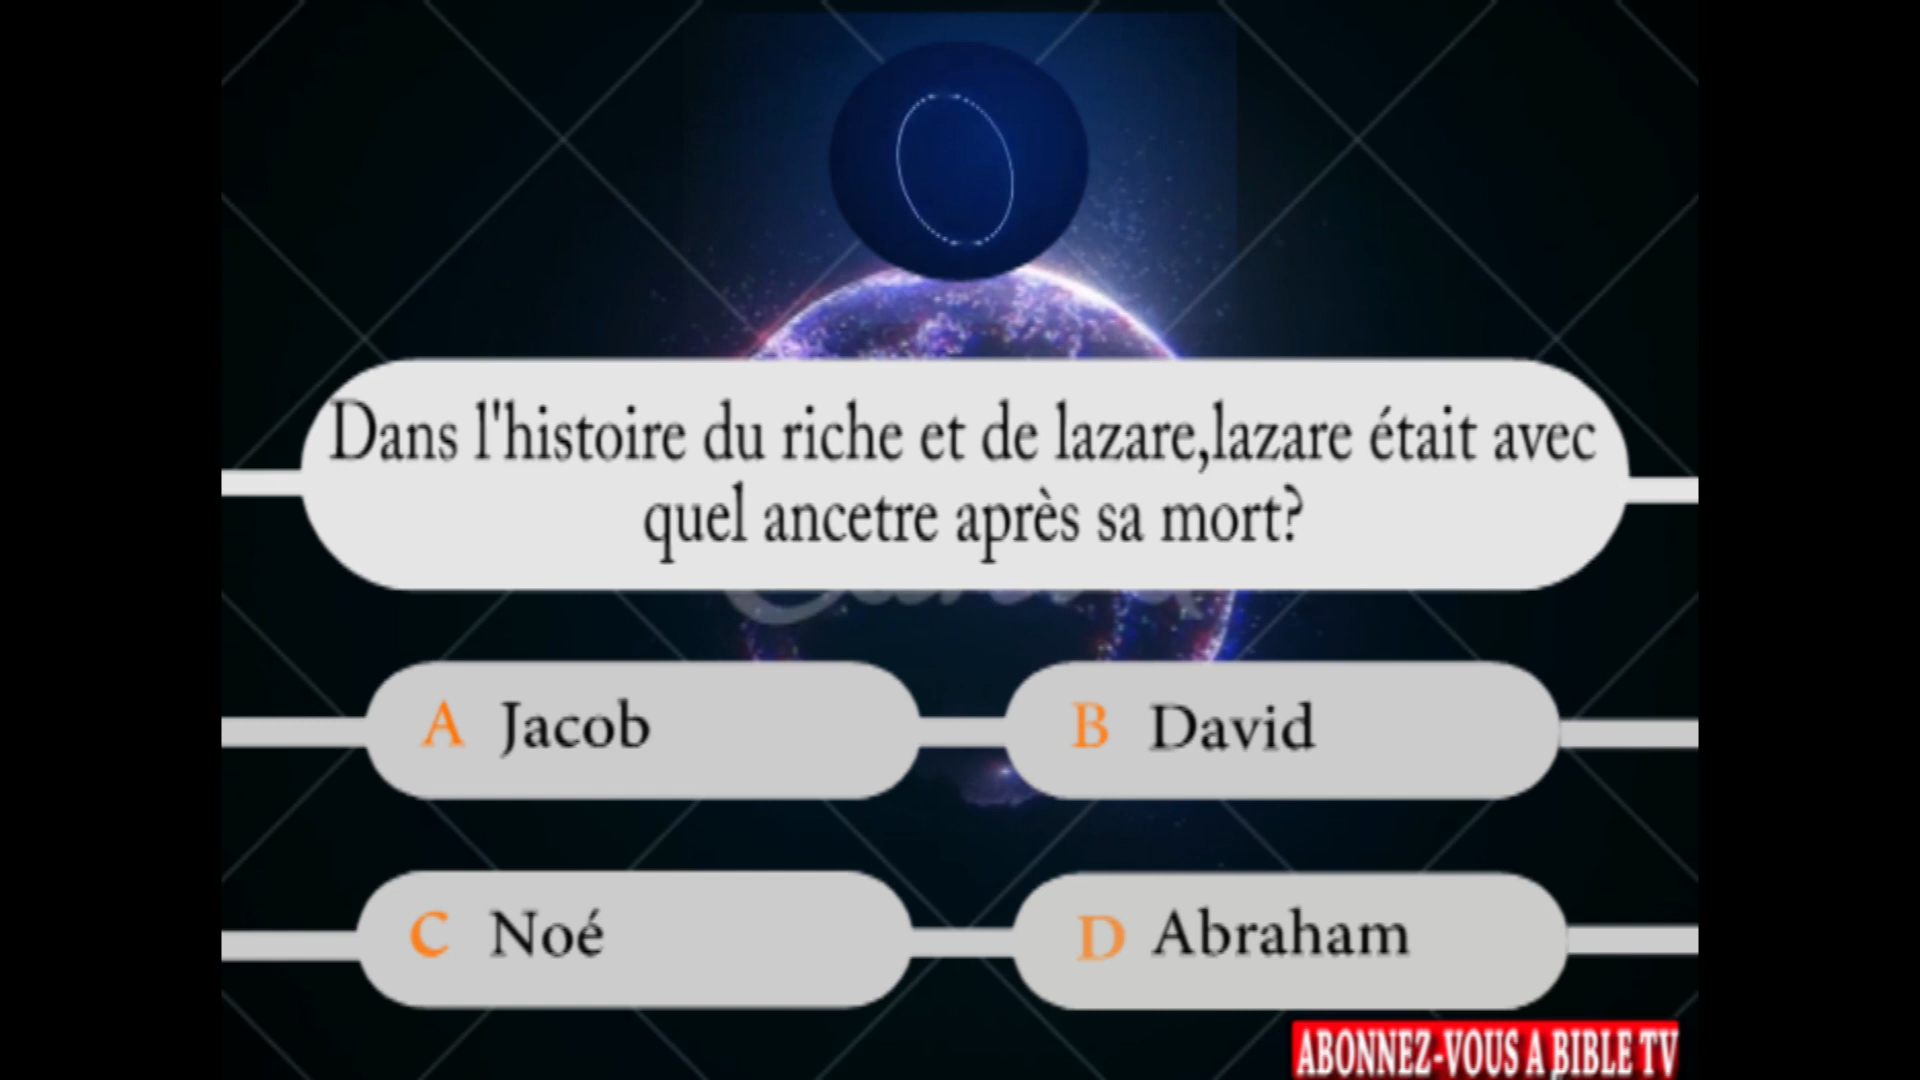 Dans l'histoire du riche et de lazare,lazare était avec
quel ancetre après sa mort?
A Jacob
B David
C Noé
D Abraham
ABONNEZ-VOUS A BIBLE TV